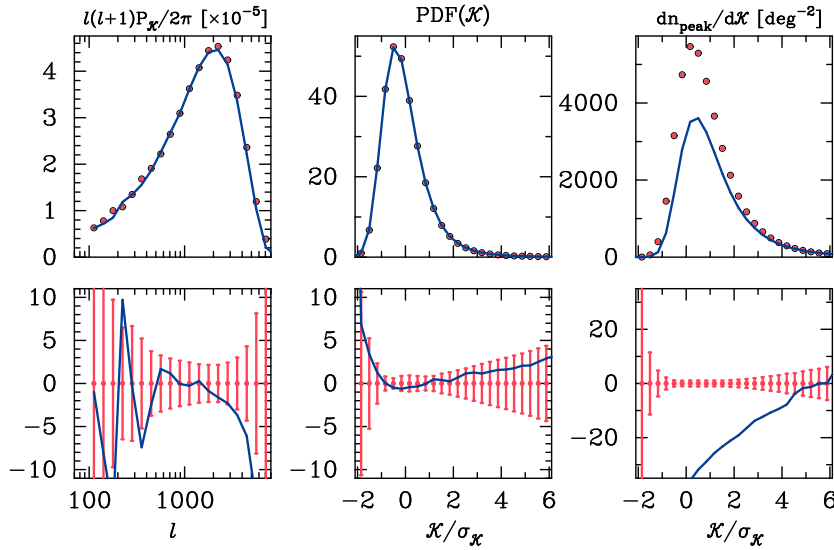 l(l+1)P𝒦/2π [×10⁻⁵] PDF(𝒦) dn_peak/d𝒦 [deg⁻²]
4 40 4000
2 20 2000
0 0 0
10 10 20
5 5 0
0 0 −20
−5 −5
−10 −10
100 1000 −2 0 2 4 6 −2 0 2 4 6
l 𝒦/σ𝒦 𝒦/σ𝒦